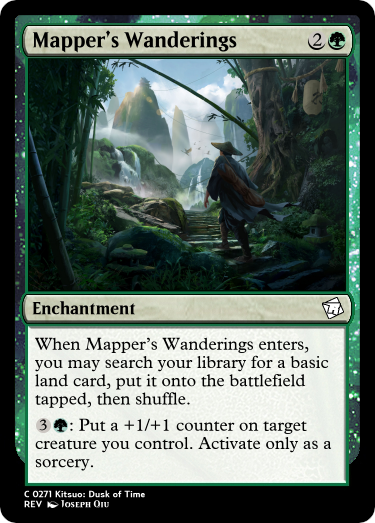 Mapper's Wanderings 2
Enchantment
When Mapper's Wanderings enters,
you may search your library for a basic
land card, put it onto the battlefield
tapped, then shuffle.
3 : Put a +1/+1 counter on target
creature you control. Activate only as a
sorcery.
C 0271 Kitsuo: Dusk of Time
REV Joseph Qiu